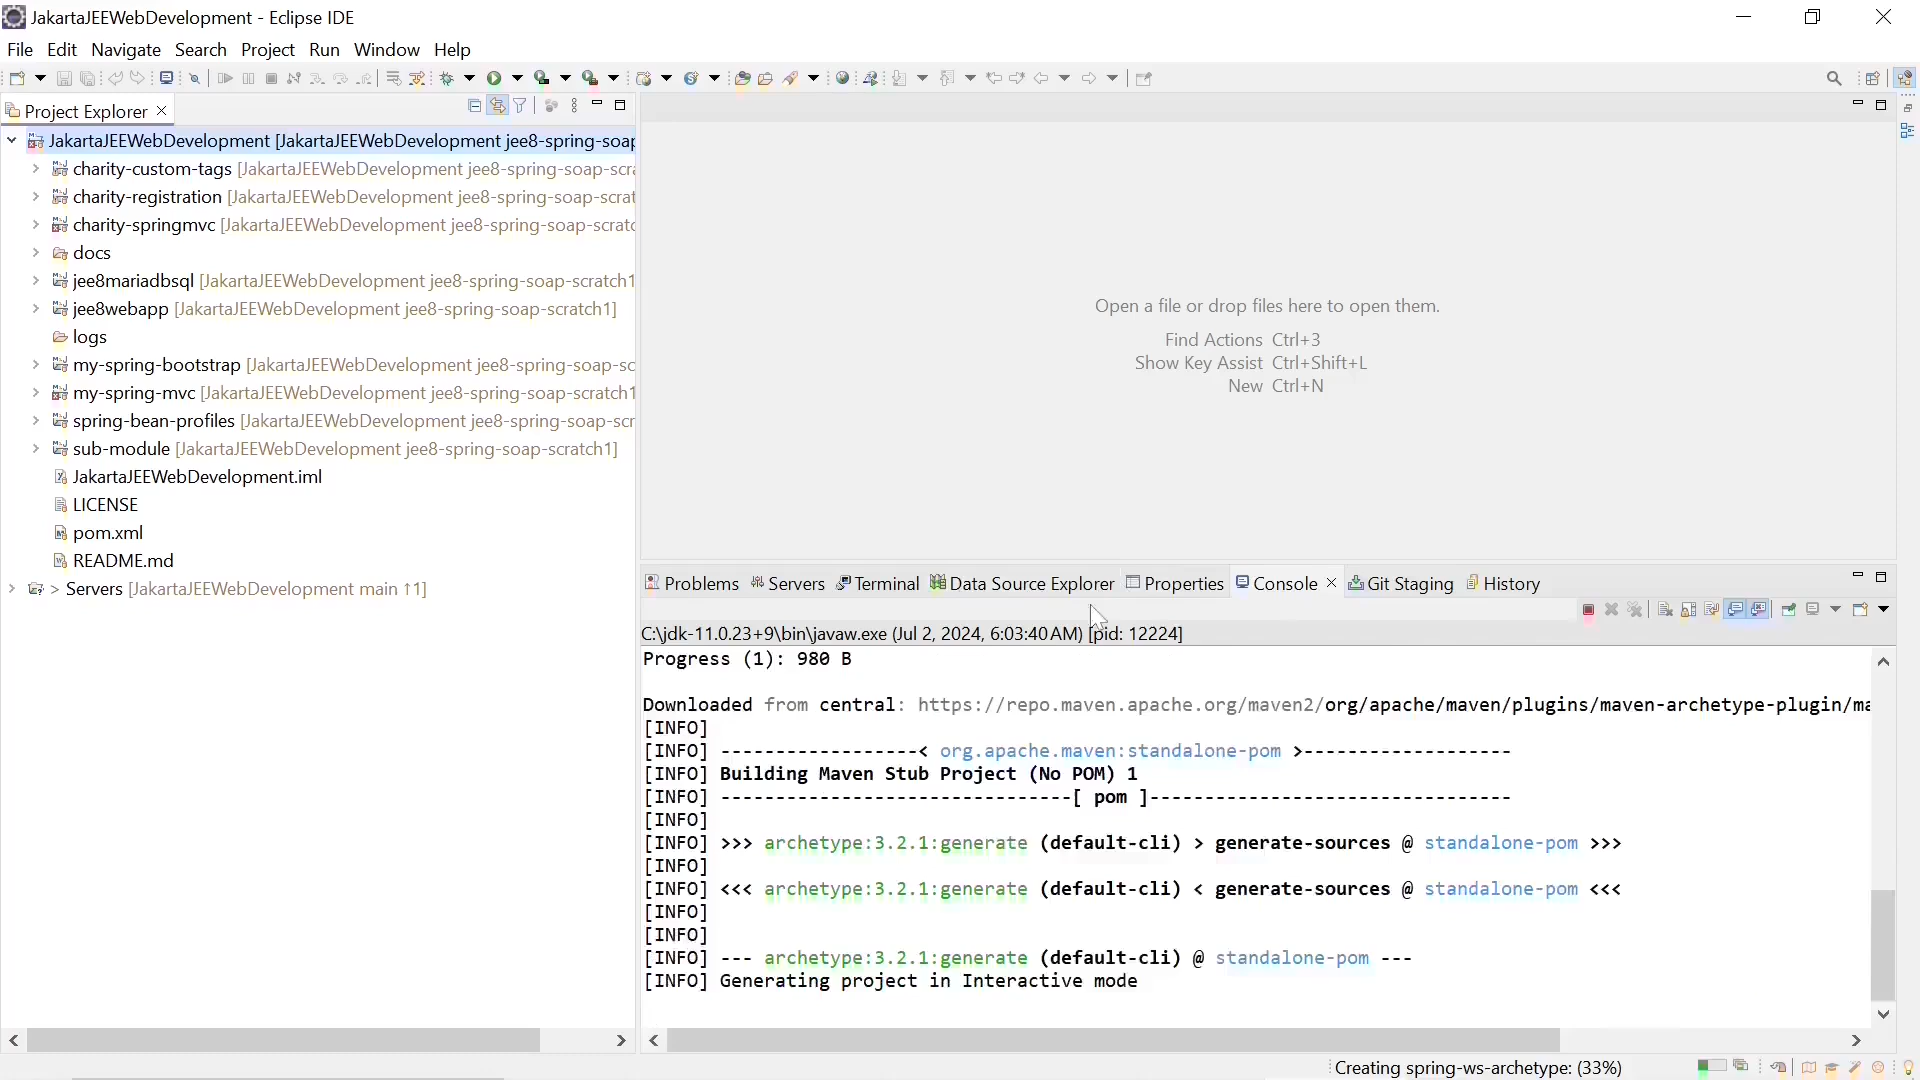 JakartaJEEWebDevelopment - Eclipse IDE
File Edit Navigate Search Project Run Window Help
Project Explorer
JakartaJEEWebDevelopment [JakartaJEEWebDevelopment jee8-spring-soap
charity-custom-tags [JakartaJEEWebDevelopment jee8-spring-soap-scra
charity-registration [JakartaJEEWebDevelopment jee8-spring-soap-scrat
charity-springmvc [JakartaJEEWebDevelopment jee8-spring-soap-scratc
docs
jee8mariadbsql [JakartaJEEWebDevelopment jee8-spring-soap-scratch1
jee8webapp [JakartaJEEWebDevelopment jee8-spring-soap-scratch1]
logs
my-spring-bootstrap [JakartaJEEWebDevelopment jee8-spring-soap-sc
my-spring-mvc [JakartaJEEWebDevelopment jee8-spring-soap-scratch1
spring-bean-profiles [JakartaJEEWebDevelopment jee8-spring-soap-scr
sub-module [JakartaJEEWebDevelopment jee8-spring-soap-scratch1]
JakartaJEEWebDevelopment.iml
LICENSE
pom.xml
README.md
> Servers [JakartaJEEWebDevelopment main ↑1]
Open a file or drop files here to open them.
Find Actions Ctrl+3
Show Key Assist Ctrl+Shift+L
New Ctrl+N
Problems Servers Terminal Data Source Explorer Properties Console Git Staging History
C:\jdk-11.0.23+9\bin\javaw.exe (Jul 2, 2024, 6:03:40 AM) [pid: 12224]
Progress (1): 980 B
Downloaded from central: https://repo.maven.apache.org/maven2/org/apache/maven/plugins/maven-archetype-plugin/ma
[INFO]
[INFO] ------------------< org.apache.maven:standalone-pom >-------------------
[INFO] Building Maven Stub Project (No POM) 1
[INFO] --------------------------------[ pom ]---------------------------------
[INFO]
[INFO] >>> archetype:3.2.1:generate (default-cli) > generate-sources @ standalone-pom >>>
[INFO]
[INFO] <<< archetype:3.2.1:generate (default-cli) < generate-sources @ standalone-pom <<<
[INFO]
[INFO]
[INFO] --- archetype:3.2.1:generate (default-cli) @ standalone-pom ---
[INFO] Generating project in Interactive mode
Creating spring-ws-archetype: (33%)